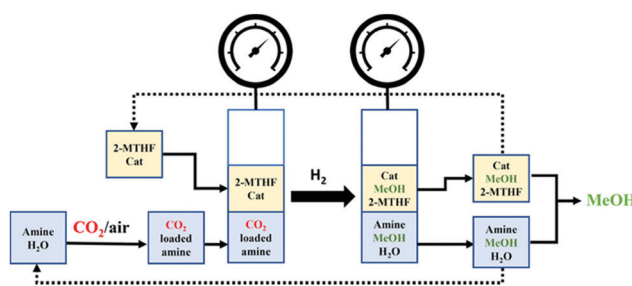 2-MTHF
Cat
2-MTHF
Cat
H₂
Cat
MeOH
2-MTHF
Cat
MeOH
2-MTHF
MeOH
Amine
H₂O
CO₂/air
CO₂
loaded
amine
CO₂
loaded
amine
Amine
MeOH
H₂O
Amine
MeOH
H₂O